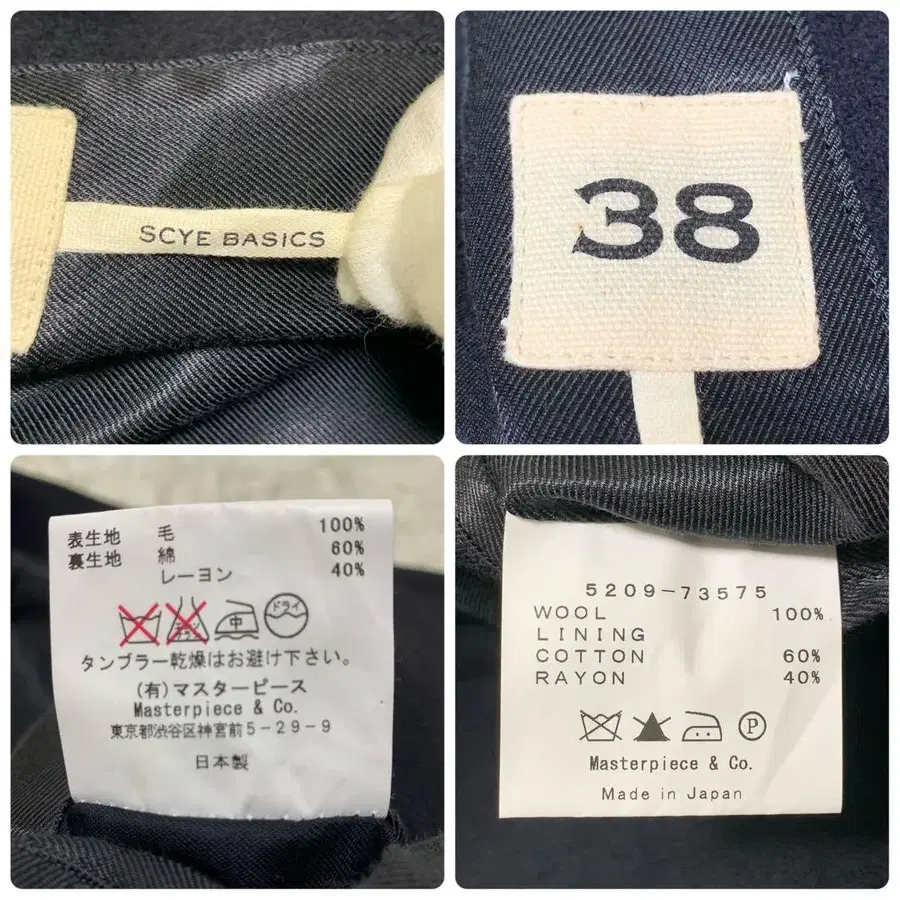 SCYE BASICS
38
表生地 毛 100%
裏生地 綿 60%
レーヨン 40%
中 ドライ
タンブラー乾燥はお避け下さい。
(有)マスターピース
Masterpiece & Co.
東京都渋谷区神宮前5-29-9
日本製
5209-73575
WOOL 100%
LINING
COTTON 60%
RAYON 40%
P
Masterpiece & Co.
Made in Japan